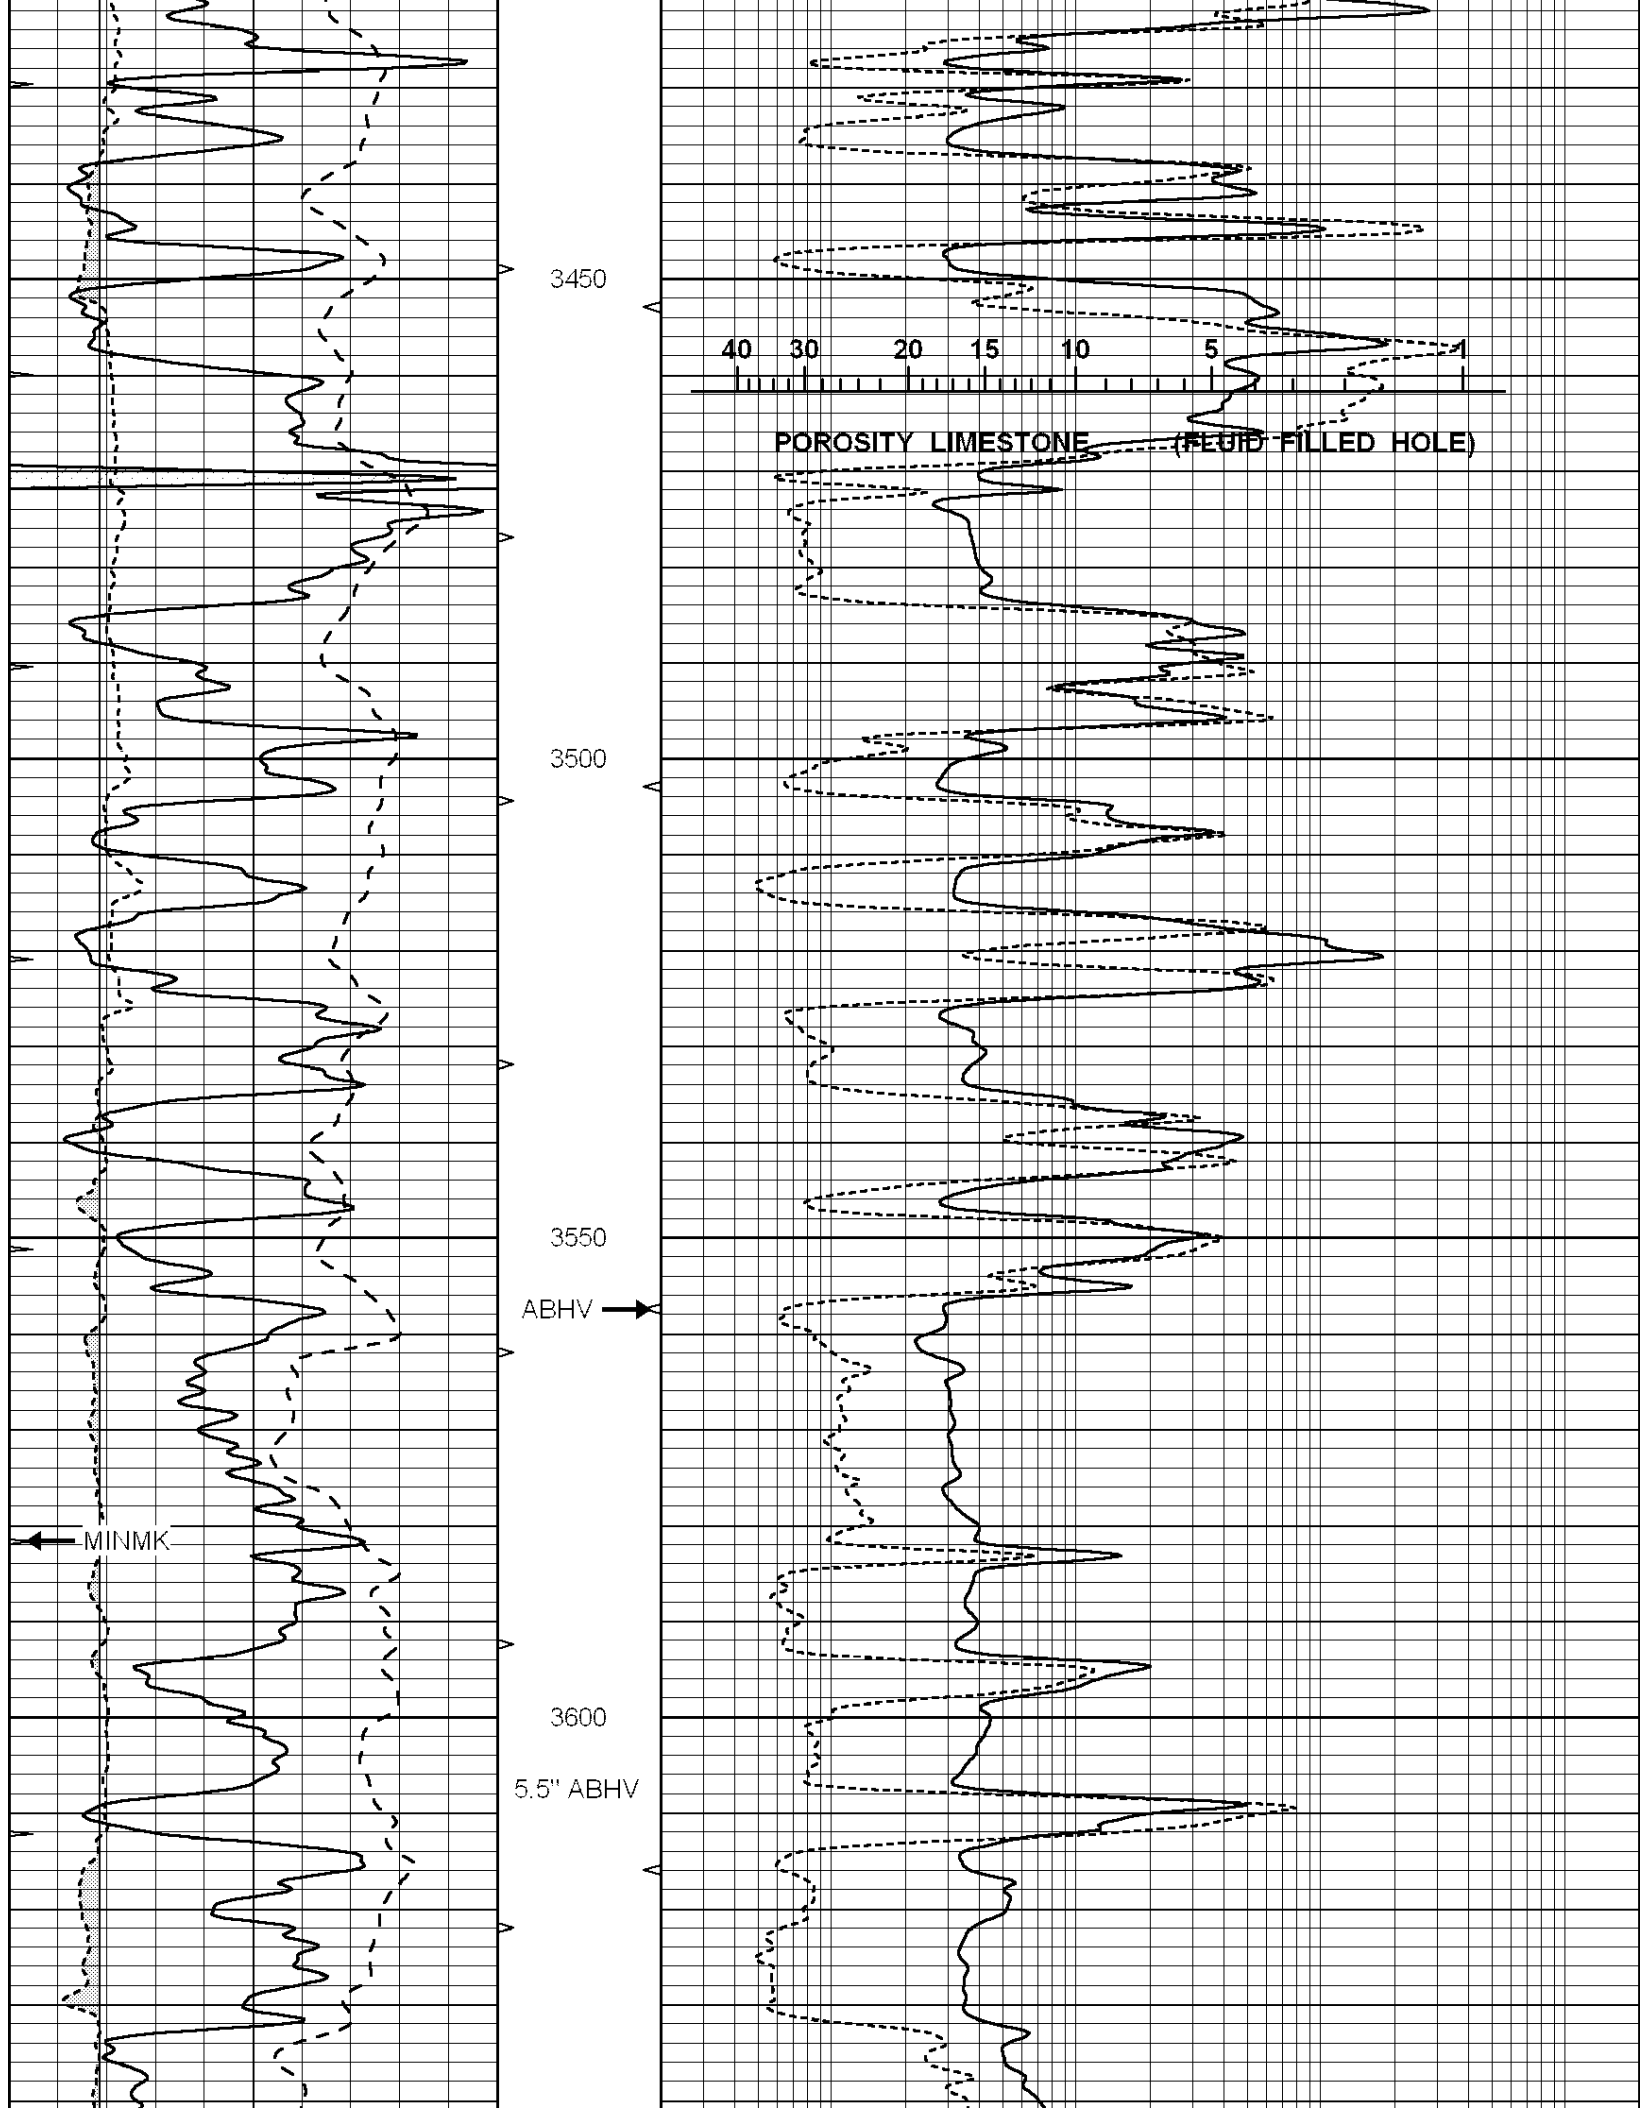 3450
40 30 20 15 10 5 1
POROSITY LIMESTONE (FLUID FILLED HOLE)
3500
3550
ABHV
MINMK
3600
5.5" ABHV